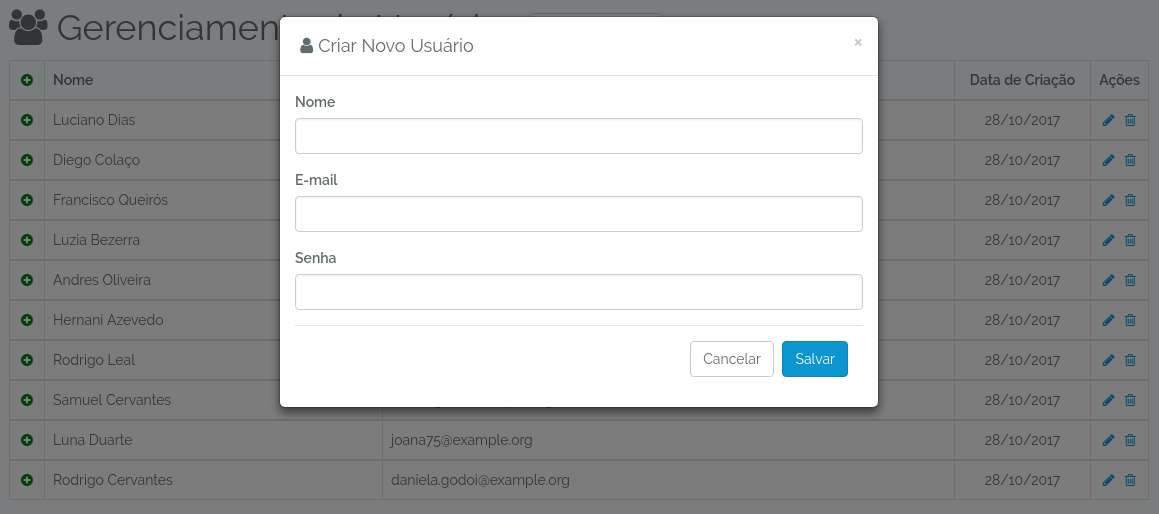 Gerenciament
Criar Novo Usuário ×
Nome Data de Criação Ações
Nome
Luciano Dias 28/10/2017
Diego Colaço 28/10/2017
E-mail
Francisco Queirós 28/10/2017
Luzia Bezerra 28/10/2017
Senha
Andres Oliveira 28/10/2017
Hernani Azevedo 28/10/2017
Rodrigo Leal 28/10/2017
Cancelar Salvar
Samuel Cervantes 28/10/2017
Luna Duarte joana75@example.org 28/10/2017
Rodrigo Cervantes daniela.godoi@example.org 28/10/2017